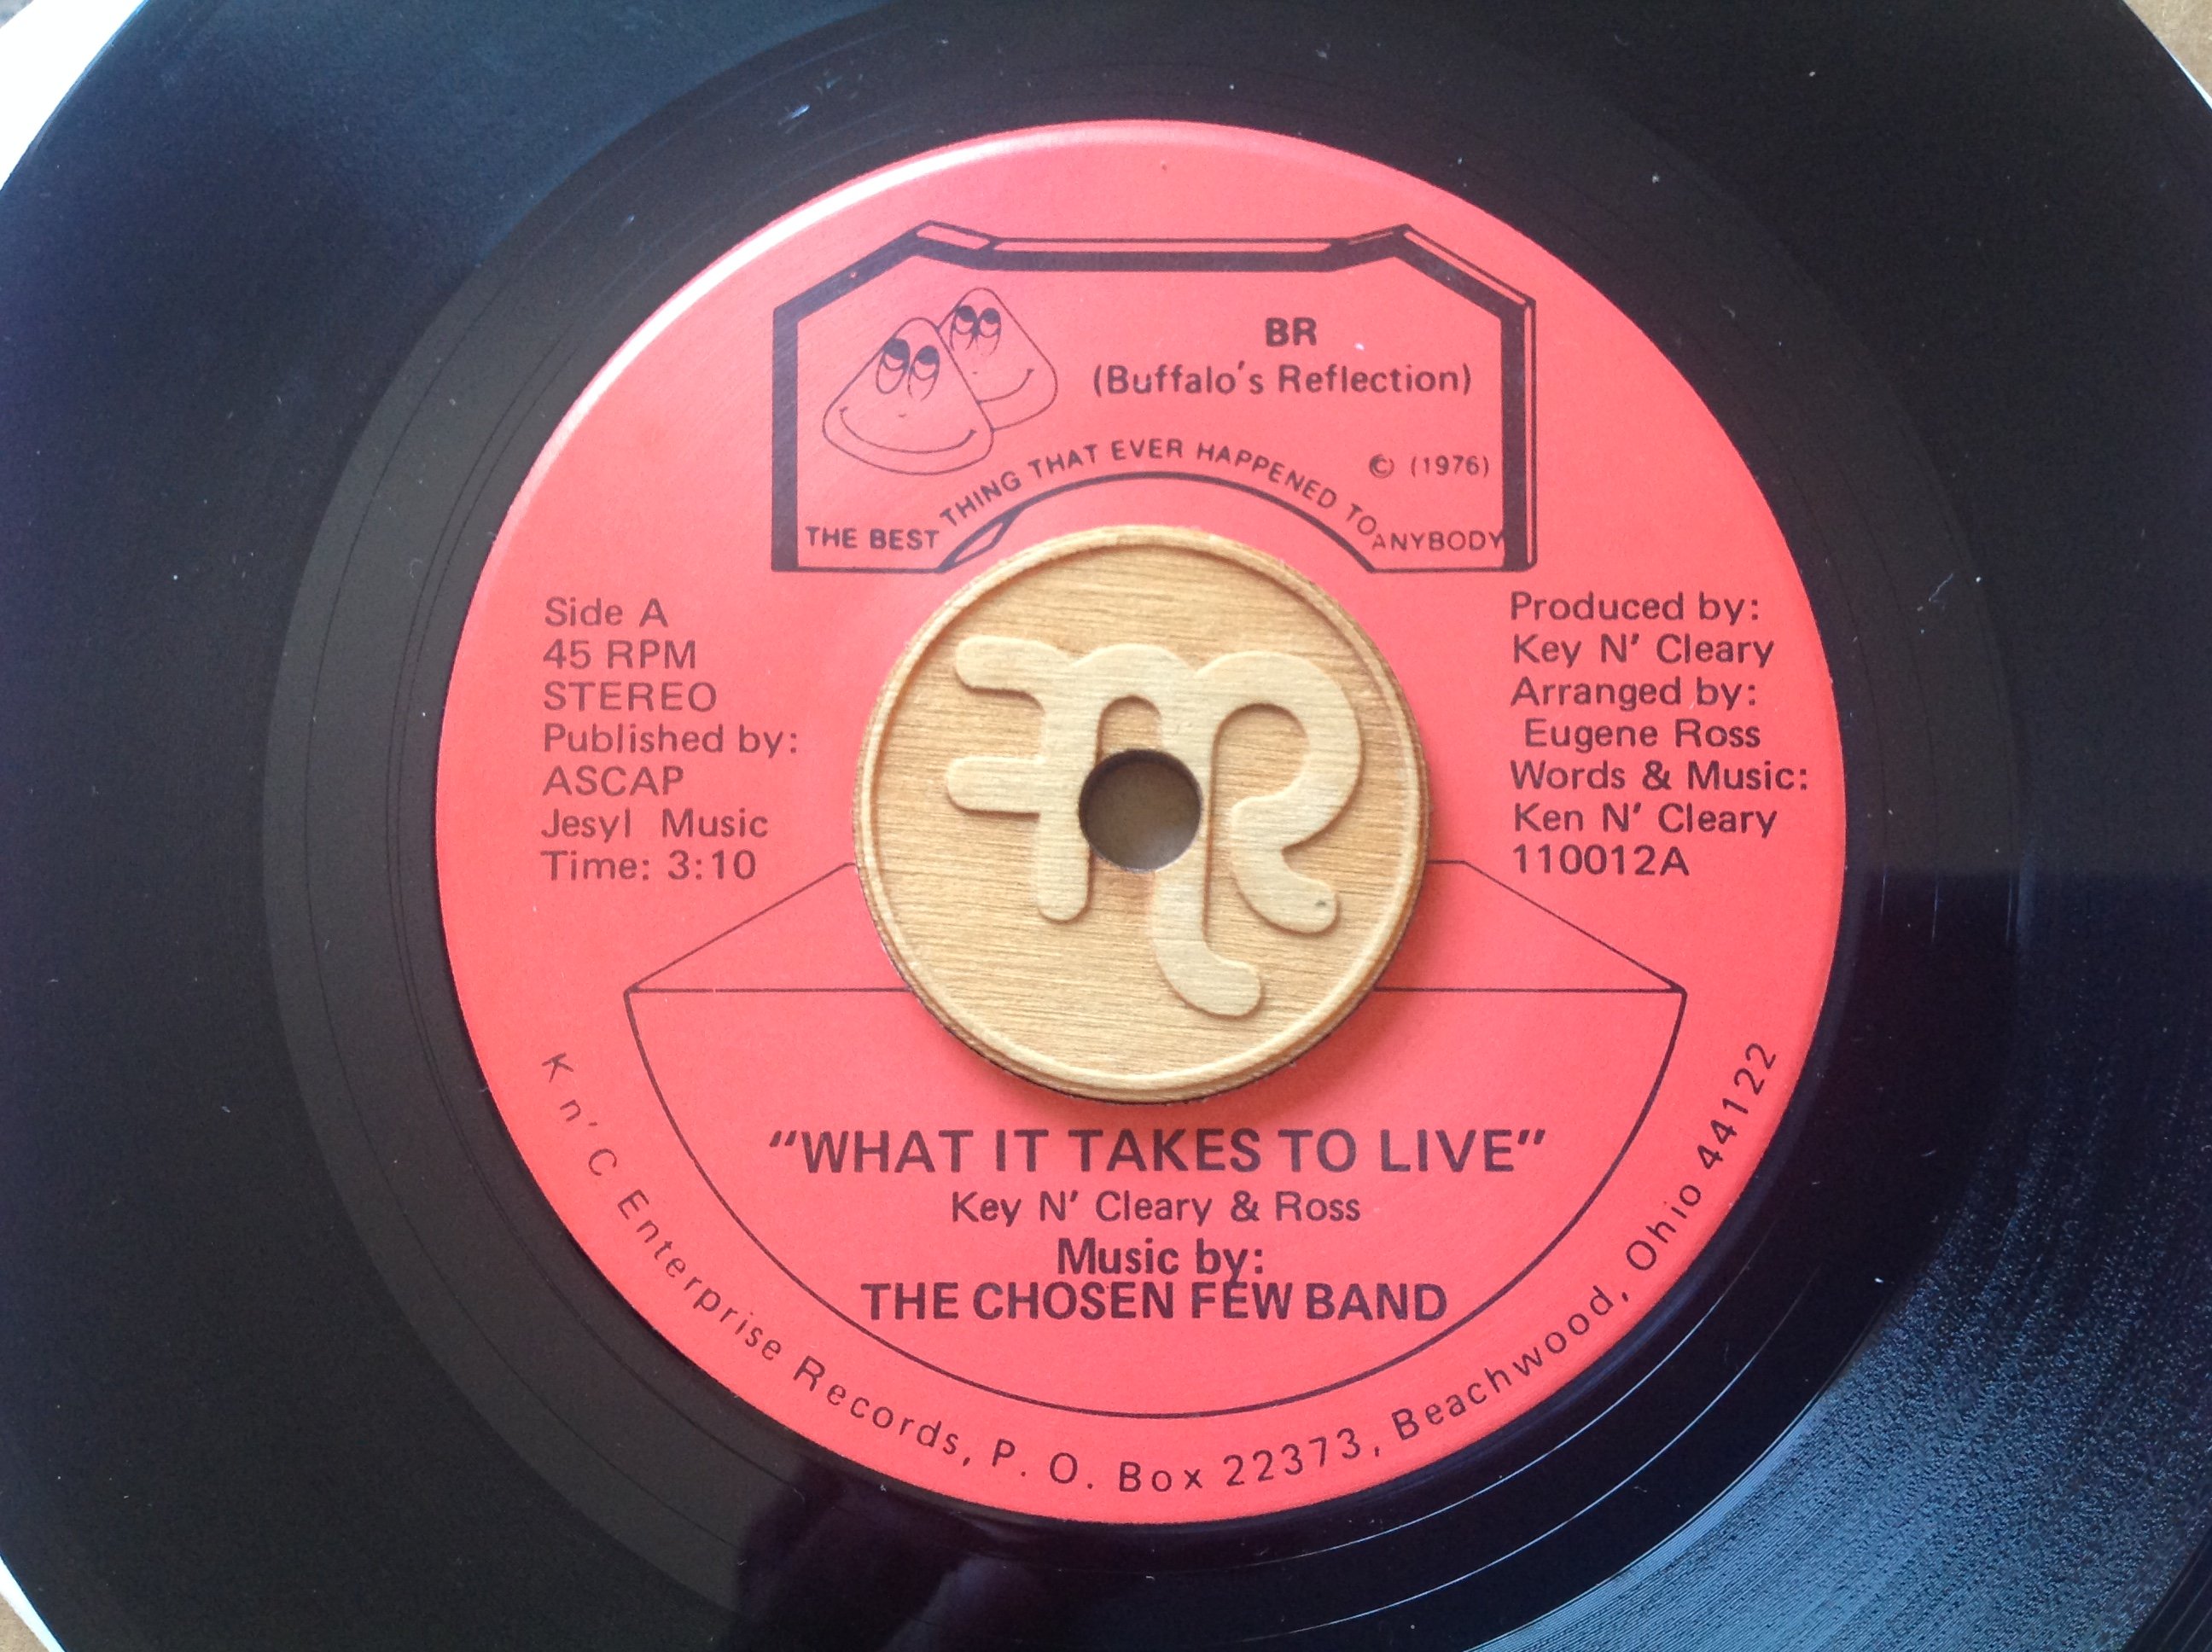 BR
(Buffalo's Reflection)
© (1976)
THE BEST THING THAT EVER HAPPENED TO ANYBODY
Side A
45 RPM
STEREO
Published by:
ASCAP
Jesyl Music
Time: 3:10
Produced by:
Key N' Cleary
Arranged by:
Eugene Ross
Words & Music:
Ken N' Cleary
110012A
"WHAT IT TAKES TO LIVE"
Key N' Cleary & Ross
Music by:
THE CHOSEN FEW BAND
K n' C Enterprise Records, P. O. Box 22373, Beachwood, Ohio 44122